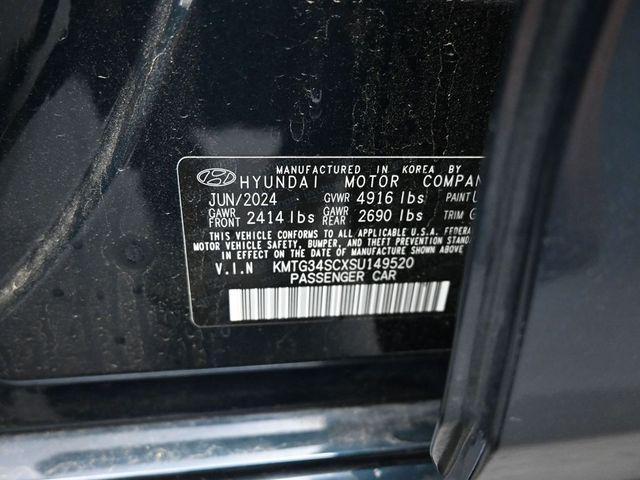 MANUFACTURED IN KOREA BY
HYUNDAI MOTOR COMPAN
JUN/2024 GVWR 4916 lbs PAINT U
GAWR FRONT 2414 lbs GAWR REAR 2690 lbs TRIM
THIS VEHICLE CONFORMS TO ALL APPLICABLE U.S.A. FEDERA
MOTOR VEHICLE SAFETY, BUMPER, AND THEFT PREVENTION STA
IN EFFECT ON THE DATE OF MANUFACTURE SHOWN ABOVE
V.I.N KMTG34SCXSU149520
PASSENGER CAR